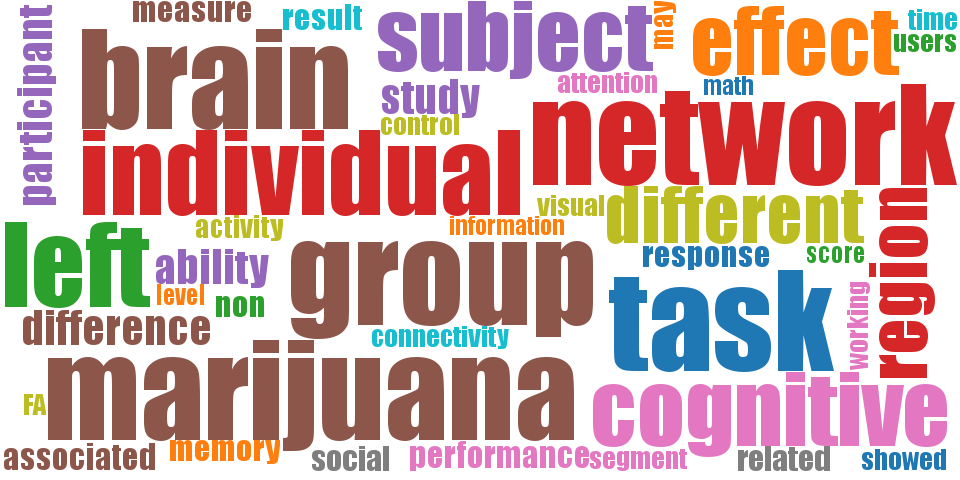 measure
result
participant
brain
subject
may
effect
time
users
attention
math
study
control
network
individual
visual
different
region
activity
information
left
ability
group
response
score
level
non
task
working
difference
connectivity
marijuana
cognitive
FA
associated
memory
social
performance
segment
related
showed